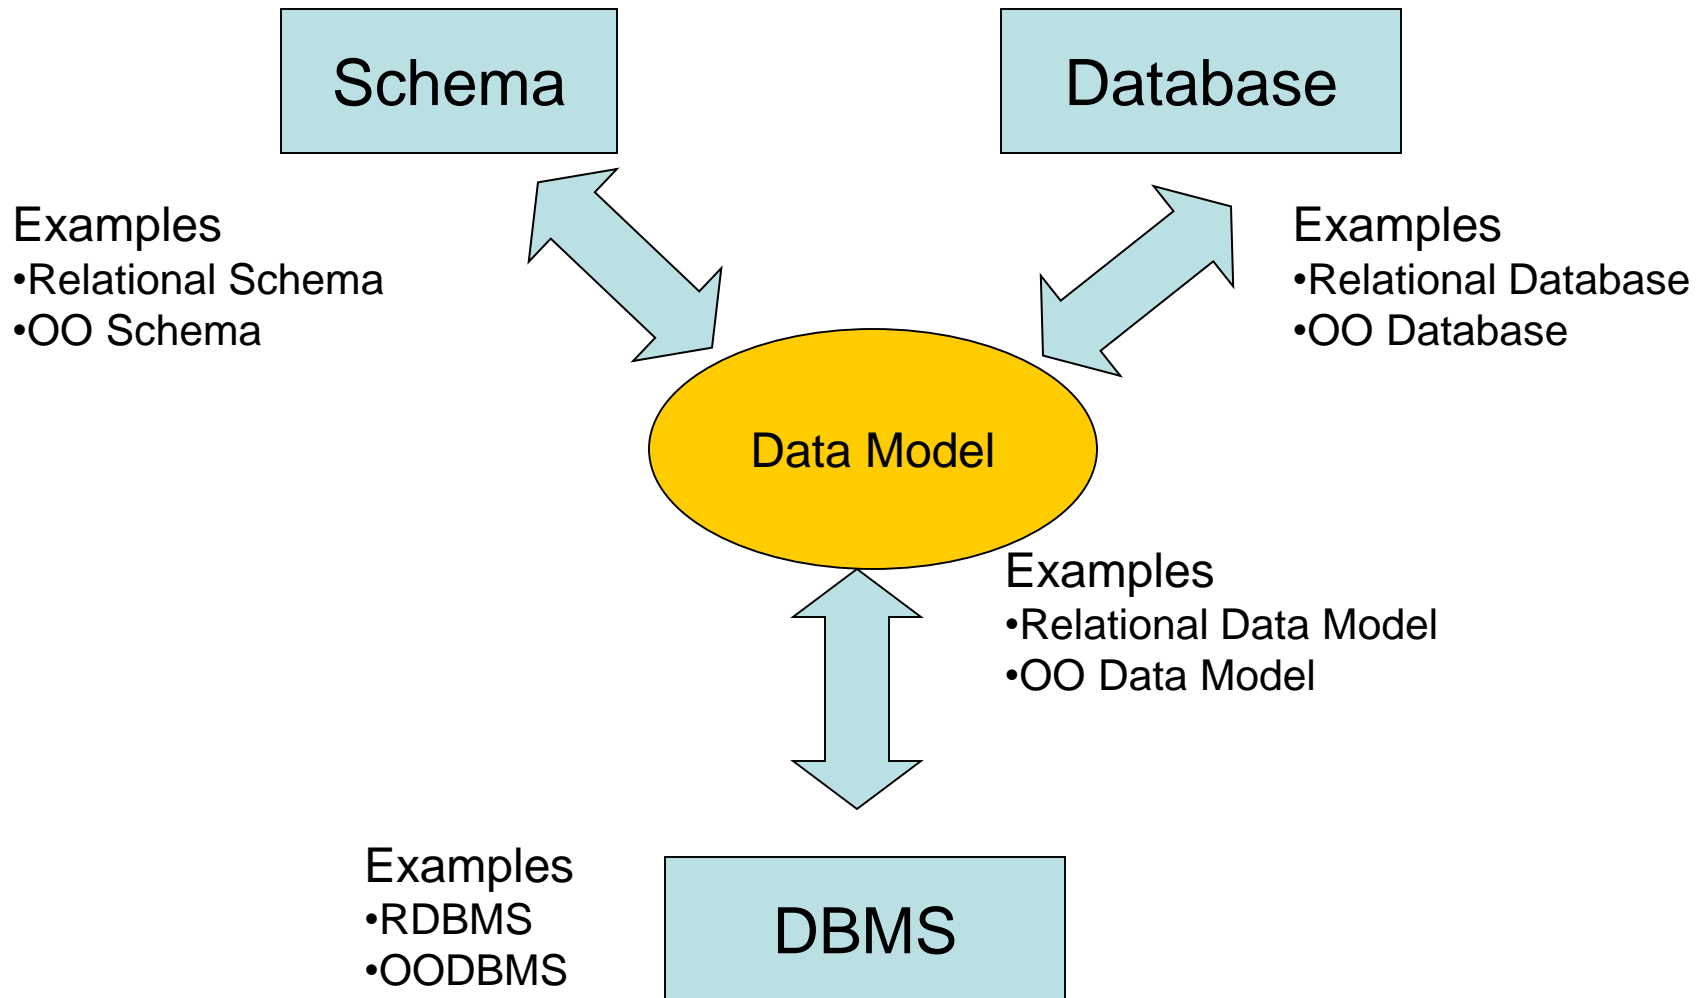 Schema
Database
Examples
•Relational Schema
•OO Schema
Examples
•Relational Database
•OO Database
Data Model
Examples
•Relational Data Model
•OO Data Model
Examples
•RDBMS
•OODBMS
DBMS